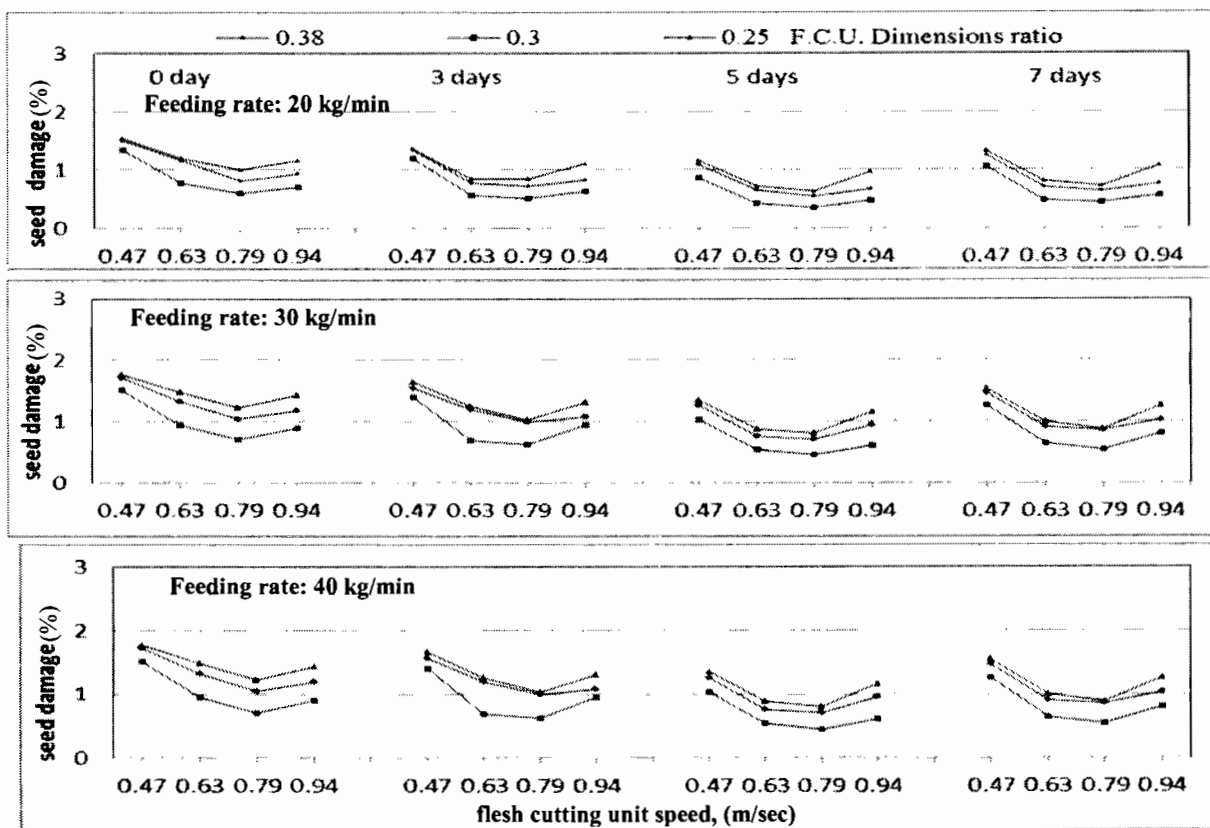 0.38 0.3 0.25 F.C.U. Dimensions ratio
3
0 day 3 days 5 days 7 days
Feeding rate: 20 kg/min
2
1
0
seed damage (%)
0.47 0.63 0.79 0.94 0.47 0.63 0.79 0.94 0.47 0.63 0.79 0.94 0.47 0.63 0.79 0.94
3
Feeding rate: 30 kg/min
2
1
0
seed damage (%)
0.47 0.63 0.79 0.94 0.47 0.63 0.79 0.94 0.47 0.63 0.79 0.94 0.47 0.63 0.79 0.94
3
Feeding rate: 40 kg/min
2
1
0
seed damage (%)
0.47 0.63 0.79 0.94 0.47 0.63 0.79 0.94 0.47 0.63 0.79 0.94 0.47 0.63 0.79 0.94
flesh cutting unit speed, (m/sec)